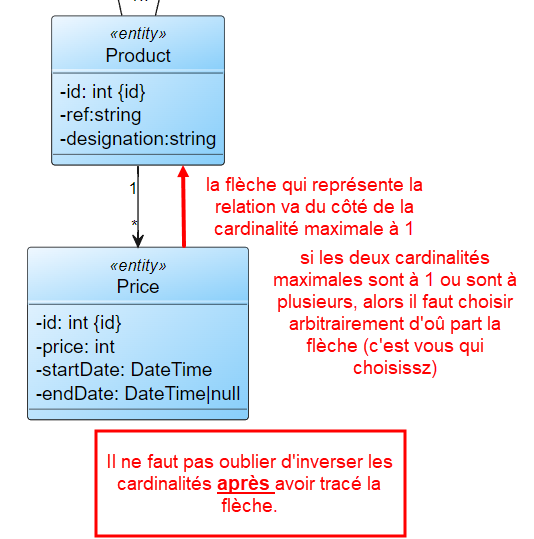 «entity»
Product
-id: int {id}
-ref:string
-designation:string
1
*
la flèche qui représente la
relation va du côté de la
cardinalité maximale à 1
si les deux cardinalités
maximales sont à 1 ou sont à
plusieurs, alors il faut choisir
arbitrairement d'oû part la
flèche (c'est vous qui
choisissz)
«entity»
Price
-id: int {id}
-price: int
-startDate: DateTime
-endDate: DateTime|null
Il ne faut pas oublier d'inverser les
cardinalités après avoir tracé la
flèche.